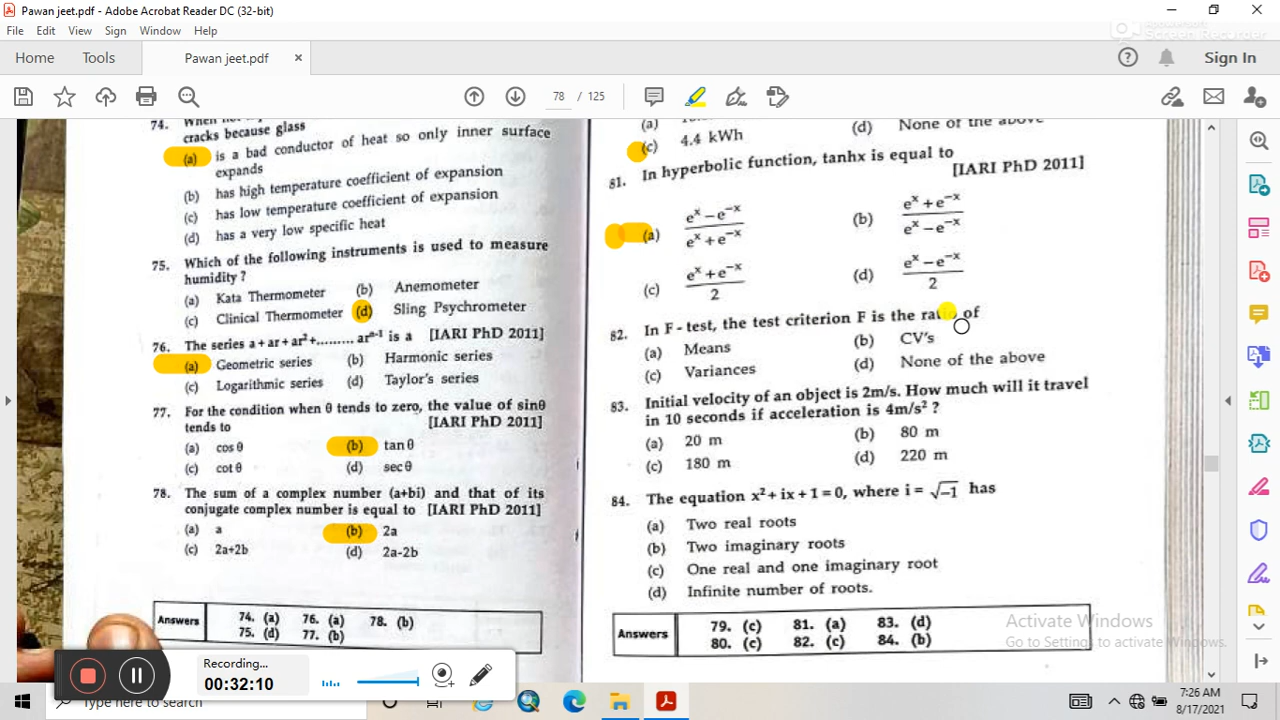 Pawan jeet.pdf - Adobe Acrobat Reader DC (32-bit)
File Edit View Sign Window Help
Home Tools Pawan jeet.pdf × Sign In
78 / 125
74.
cracks because glass
(a) is a bad conductor of heat so only inner surface
expands
(b) has high temperature coefficient of expansion
(c) has low temperature coefficient of expansion
(d) has a very low specific heat
75. Which of the following instruments is used to measure
humidity ?
(a) Kata Thermometer (b) Anemometer
(c) Clinical Thermometer (d) Sling Psychrometer
76. The series a + ar + ar² +......... arⁿ⁻¹ is a [IARI PhD 2011]
(a) Geometric series (b) Harmonic series
(c) Logarithmic series (d) Taylor's series
77. For the condition when θ tends to zero, the value of sinθ
tends to [IARI PhD 2011]
(a) cos θ (b) tan θ
(c) cot θ (d) sec θ
78. The sum of a complex number (a+bi) and that of its
conjugate complex number is equal to [IARI PhD 2011]
(a) a (b) 2a
(c) 2a+2b (d) 2a-2b
Answers 74. (a) 76. (a) 78. (b)
75. (d) 77. (b)
(a)
(c) 4.4 kWh (d) None of the above
81. In hyperbolic function, tanhx is equal to
[IARI PhD 2011]
(a) (eˣ − e⁻ˣ)/(eˣ + e⁻ˣ) (b) (eˣ + e⁻ˣ)/(eˣ − e⁻ˣ)
(c) (eˣ + e⁻ˣ)/2 (d) (eˣ − e⁻ˣ)/2
82. In F - test, the test criterion F is the ratio of
(a) Means (b) CV's
(c) Variances (d) None of the above
83. Initial velocity of an object is 2m/s. How much will it travel
in 10 seconds if acceleration is 4m/s² ?
(a) 20 m (b) 80 m
(c) 180 m (d) 220 m
84. The equation x² + ix + 1 = 0, where i = √−1 has
(a) Two real roots
(b) Two imaginary roots
(c) One real and one imaginary root
(d) Infinite number of roots.
Answers 79. (c) 81. (a) 83. (d)
80. (c) 82. (c) 84. (b)
Activate Windows
Go to Settings to activate Windows.
Screen Recorder
Recording...
00:32:10
Type here to search
7:26 AM
8/17/2021